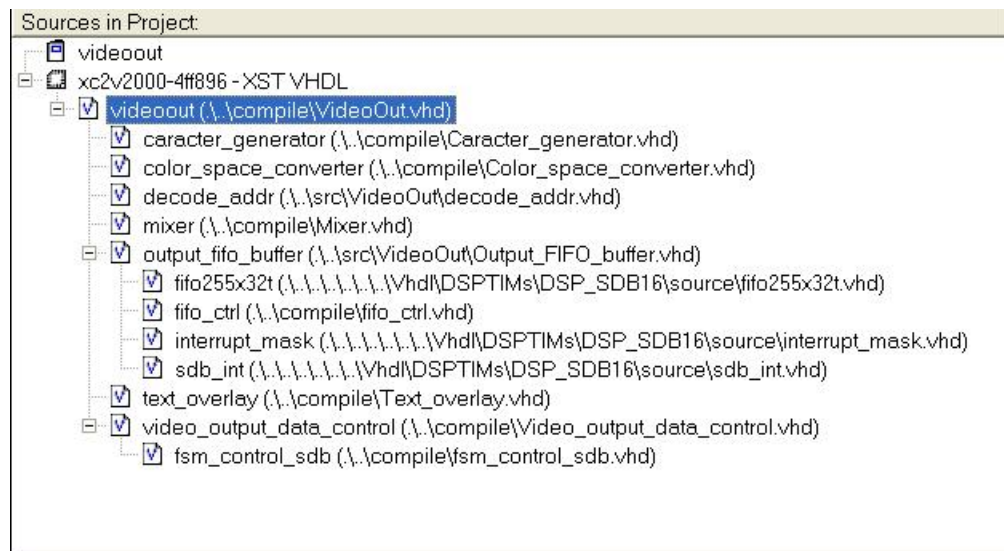 Sources in Project:
videoout
xc2v2000-4ff896 - XST VHDL
videoout (.\..\compile\VideoOut.vhd)
caracter_generator (.\..\compile\Caracter_generator.vhd)
color_space_converter (.\..\compile\Color_space_converter.vhd)
decode_addr (.\..\src\VideoOut\decode_addr.vhd)
mixer (.\..\compile\Mixer.vhd)
output_fifo_buffer (.\..\src\VideoOut\Output_FIFO_buffer.vhd)
fifo255x32t (.\..\..\..\..\..\..\Vhdl\DSPTIMs\DSP_SDB16\source\fifo255x32t.vhd)
fifo_ctrl (.\..\compile\fifo_ctrl.vhd)
interrupt_mask (.\..\..\..\..\..\..\Vhdl\DSPTIMs\DSP_SDB16\source\interrupt_mask.vhd)
sdb_int (.\..\..\..\..\..\..\Vhdl\DSPTIMs\DSP_SDB16\source\sdb_int.vhd)
text_overlay (.\..\compile\Text_overlay.vhd)
video_output_data_control (.\..\compile\Video_output_data_control.vhd)
fsm_control_sdb (.\..\compile\fsm_control_sdb.vhd)